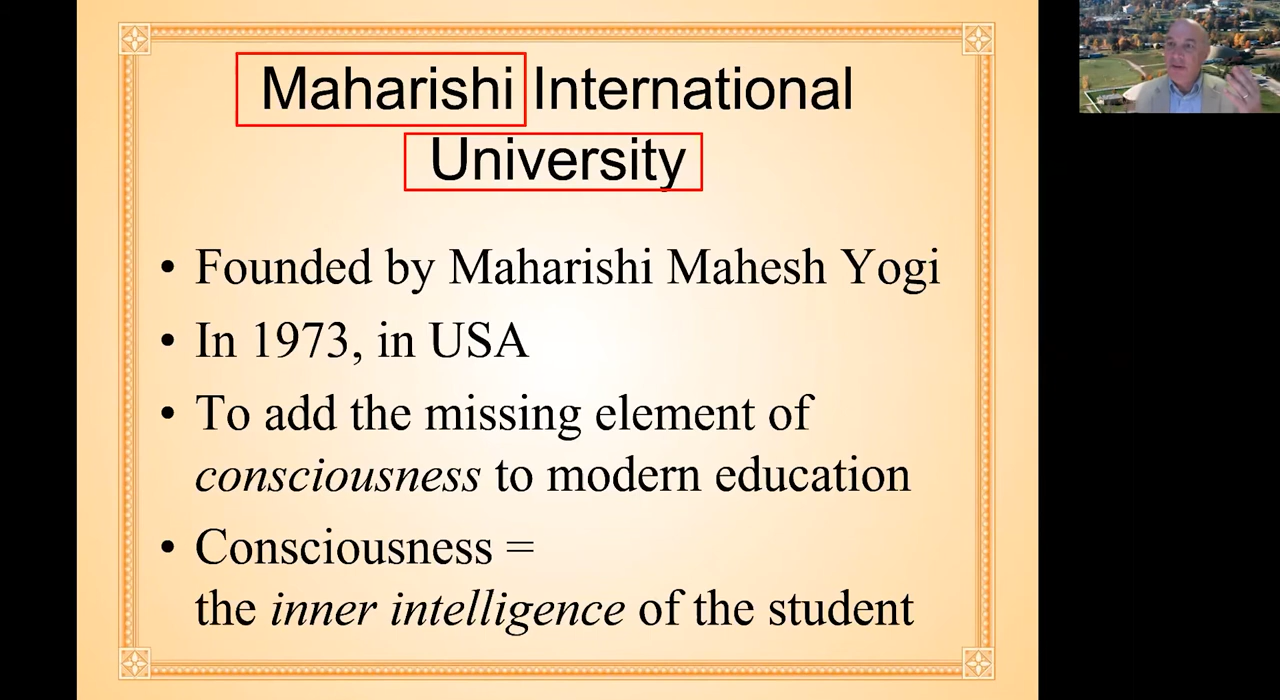 Maharishi International
University
• Founded by Maharishi Mahesh Yogi
• In 1973, in USA
• To add the missing element of
consciousness to modern education
• Consciousness =
the inner intelligence of the student